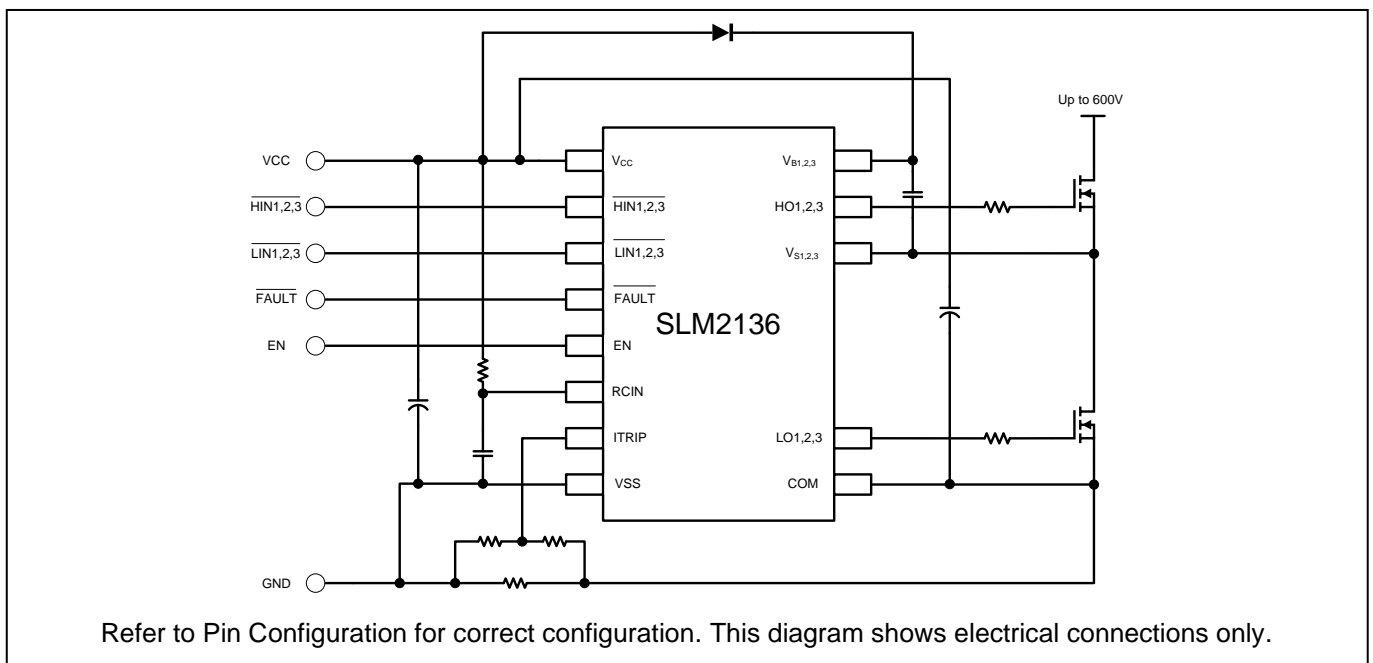 Up to 600V
VCC
HIN1,2,3
LIN1,2,3
FAULT
EN
GND
VCC
HIN1,2,3
LIN1,2,3
FAULT
EN
RCIN
ITRIP
VSS
SLM2136
VB1,2,3
HO1,2,3
VS1,2,3
LO1,2,3
COM
Refer to Pin Configuration for correct configuration. This diagram shows electrical connections only.